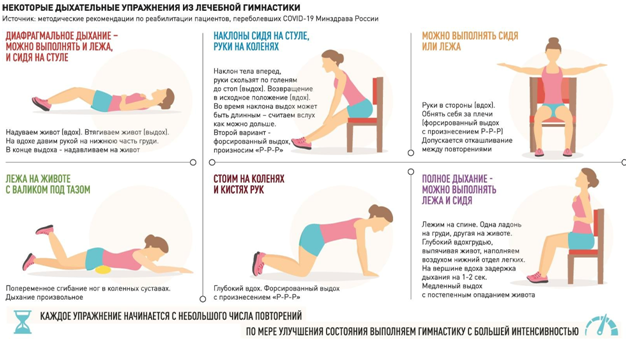 НЕКОТОРЫЕ ДЫХАТЕЛЬНЫЕ УПРАЖНЕНИЯ ИЗ ЛЕЧЕБНОЙ ГИМНАСТИКИ
Источник: методические рекомендации по реабилитации пациентов, переболевших COVID-19 Минздрава России
ДИАФРАГМАЛЬНОЕ ДЫХАНИЕ –
МОЖНО ВЫПОЛНЯТЬ И ЛЕЖА,
И СИДЯ НА СТУЛЕ
Надуваем живот (вдох). Втягиваем живот (выдох).
На вдохе давим рукой на нижнюю часть груди.
В конце выдоха - надавливаем на живот
НАКЛОНЫ СИДЯ НА СТУЛЕ,
РУКИ НА КОЛЕНЯХ
Наклон тела вперед,
руки скользят по голеням
до стоп (выдох). Возвращение
в исходное положение (вдох).
Во время наклона выдох может
быть длинным – считаем вслух
как можно дольше.
Второй вариант -
форсированный выдох,
произносим «Р-Р-Р»
МОЖНО ВЫПОЛНЯТЬ СИДЯ
ИЛИ ЛЕЖА
Руки в стороны (вдох).
Обнять себя за плечи
(форсированный выдох
с произнесением Р-Р-Р)
Допускается откашливание
между повторениями
ЛЕЖА НА ЖИВОТЕ
С ВАЛИКОМ ПОД ТАЗОМ
Попеременное сгибание ног в коленных суставах.
Дыхание произвольное
СТОИМ НА КОЛЕНЯХ
И КИСТЯХ РУК
Глубокий вдох. Форсированный выдох
с произнесением «Р-Р-Р»
ПОЛНОЕ ДЫХАНИЕ -
МОЖНО ВЫПОЛНЯТЬ
ЛЕЖА И СИДЯ
Лежим на спине. Одна ладонь
на груди, другая на животе.
Глубокий вдохгрудью,
выпячивая живот, наполняем
воздухом нижний отдел легких.
На вершине вдоха задержка
дыхания на 1-2 сек.
Медленный выдох
с постепенным опаданием живота
КАЖДОЕ УПРАЖНЕНИЕ НАЧИНАЕТСЯ С НЕБОЛЬШОГО ЧИСЛА ПОВТОРЕНИЙ
ПО МЕРЕ УЛУЧШЕНИЯ СОСТОЯНИЯ ВЫПОЛНЯЕМ ГИМНАСТИКУ С БОЛЬШЕЙ ИНТЕНСИВНОСТЬЮ